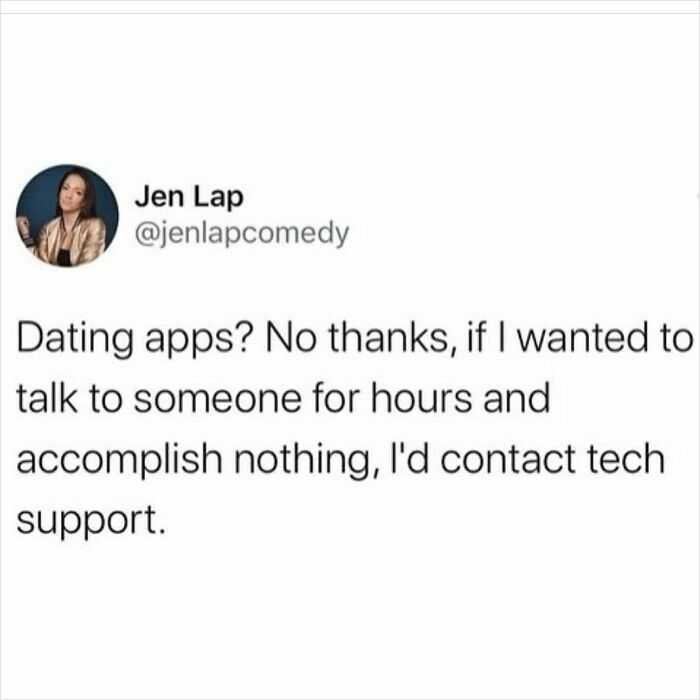 Jen Lap
@jenlapcomedy
Dating apps? No thanks, if I wanted to
talk to someone for hours and
accomplish nothing, I'd contact tech
support.